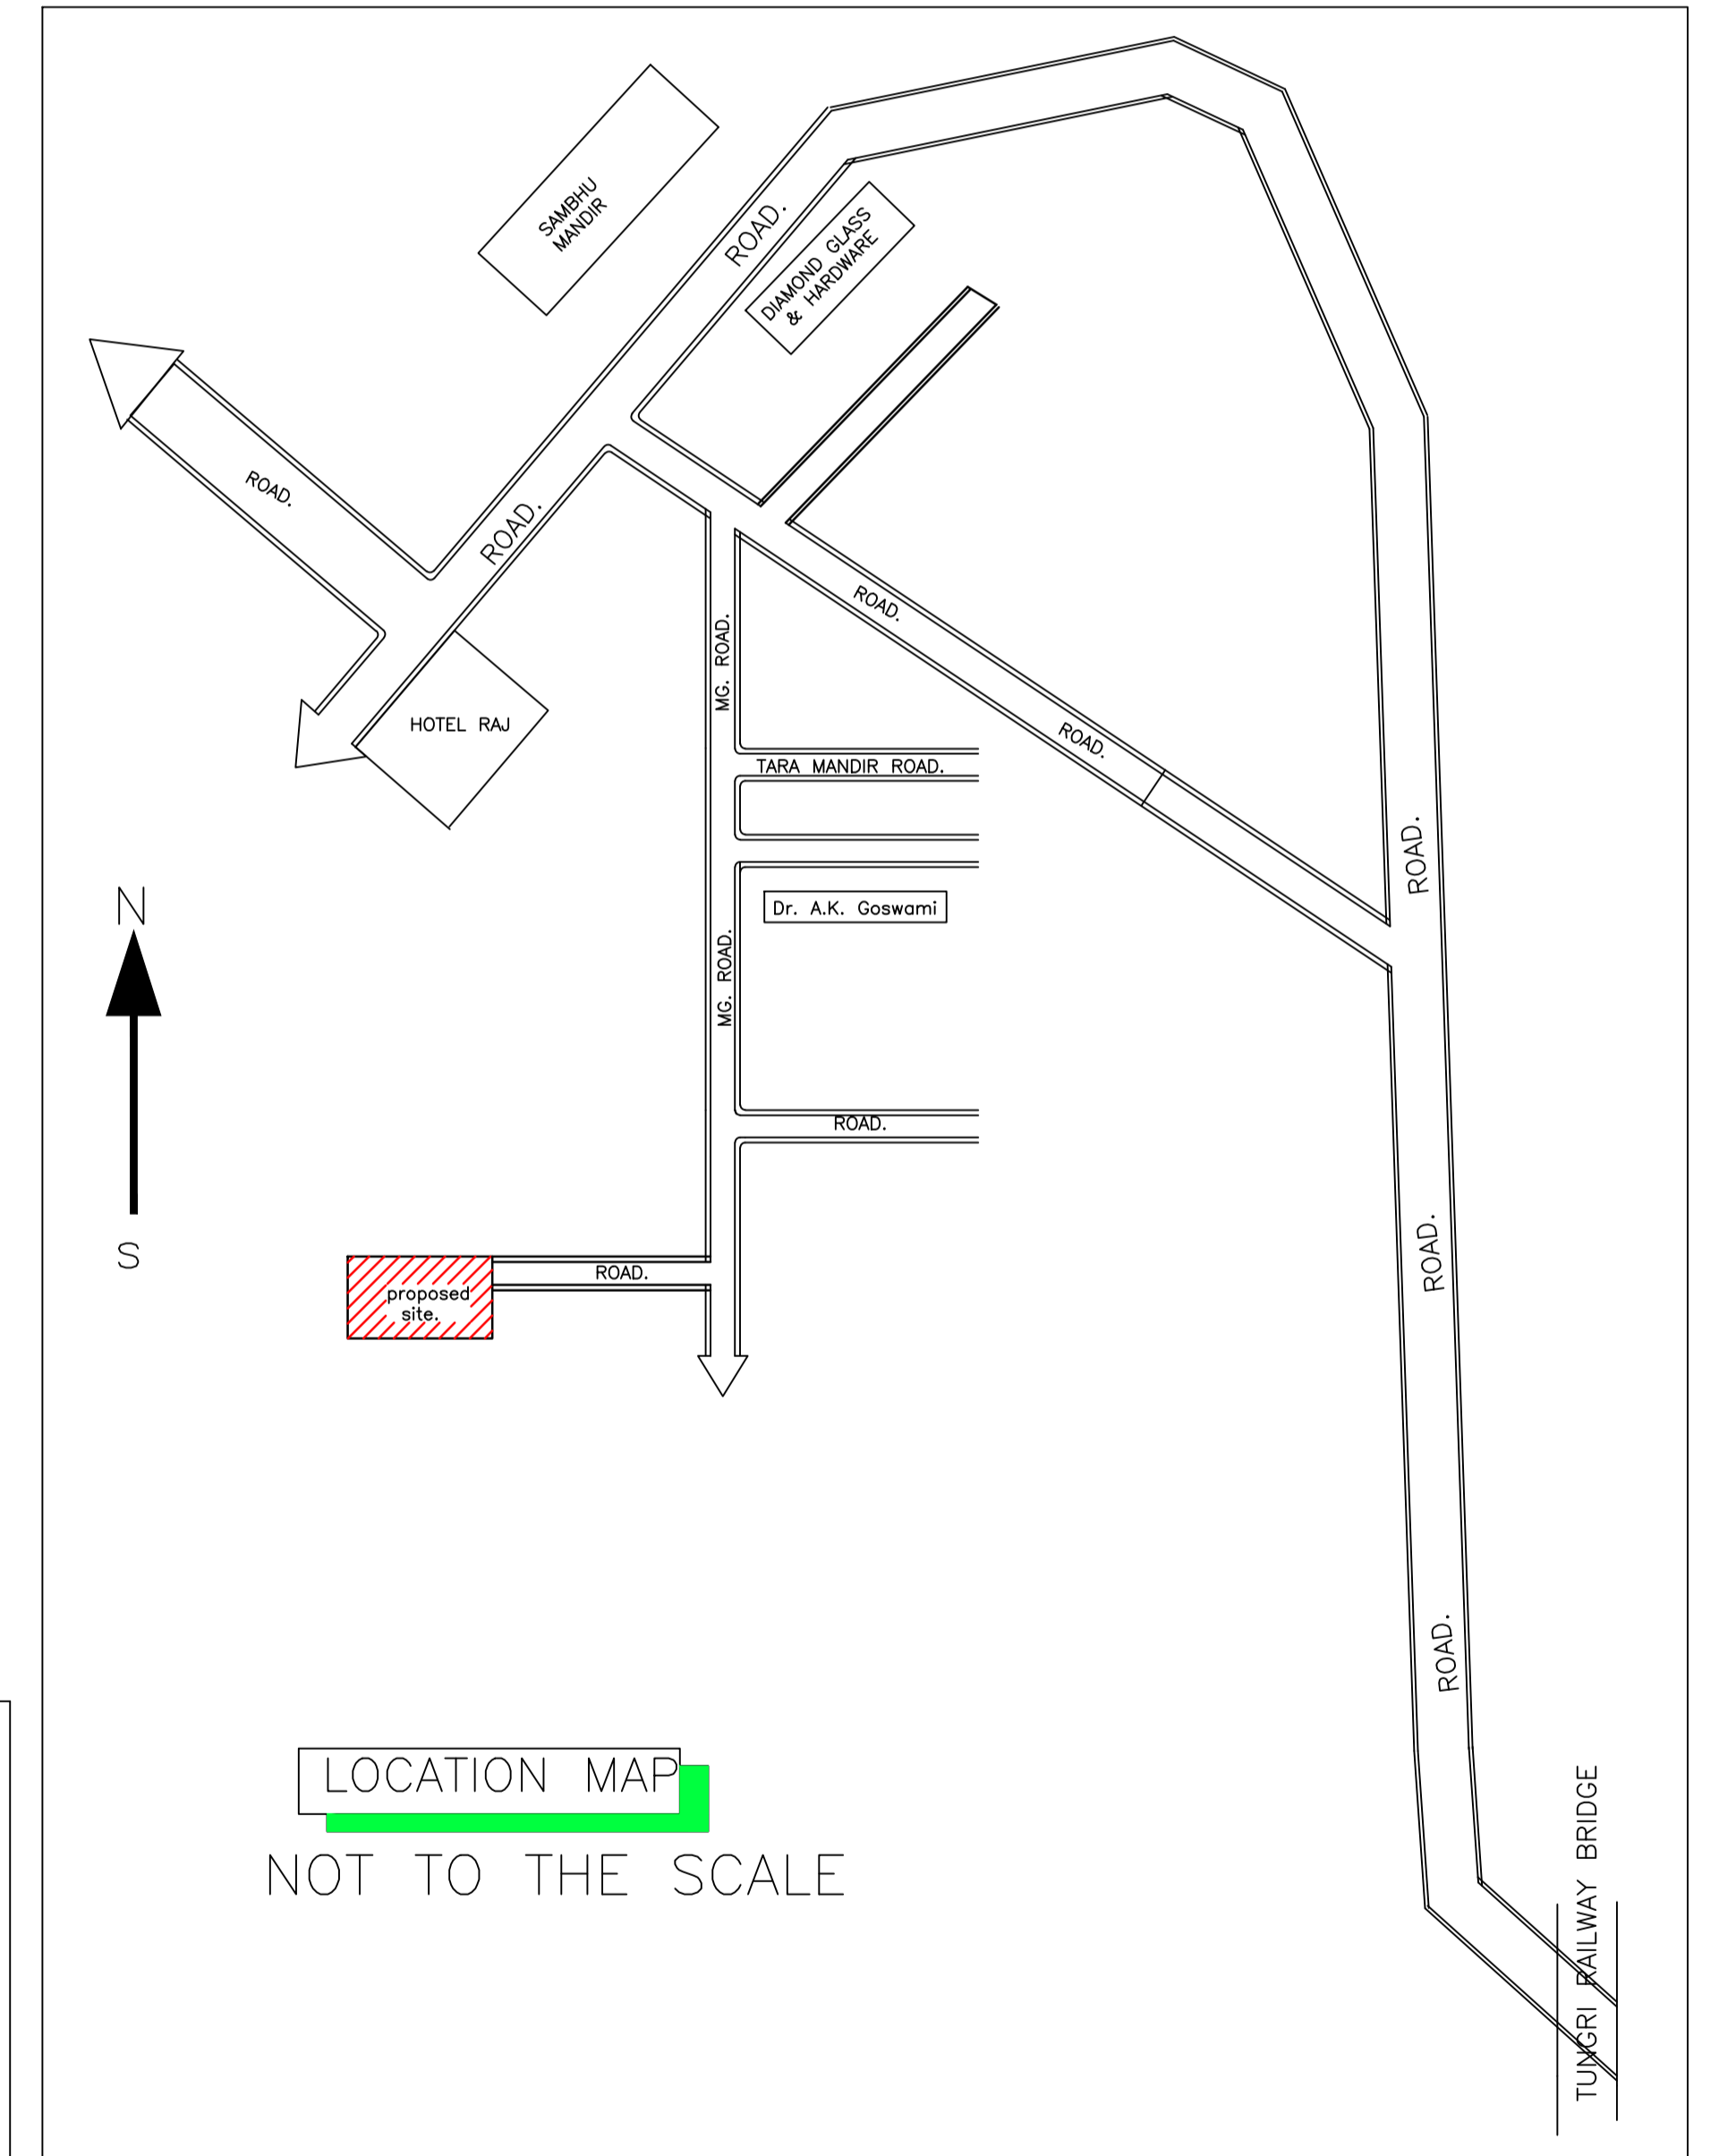 SAMBHU
MANDIR
ROAD.
DIAMOND GLASS
& HARDWARE
ROAD.
ROAD.
ROAD.
MG. ROAD.
HOTEL RAJ
ROAD.
TARA MANDIR ROAD.
ROAD.
N
Dr. A.K. Goswami
MG. ROAD.
ROAD.
S
ROAD.
ROAD.
proposed
site.
ROAD.
LOCATION MAP
NOT TO THE SCALE
TUNGRI RAILWAY BRIDGE